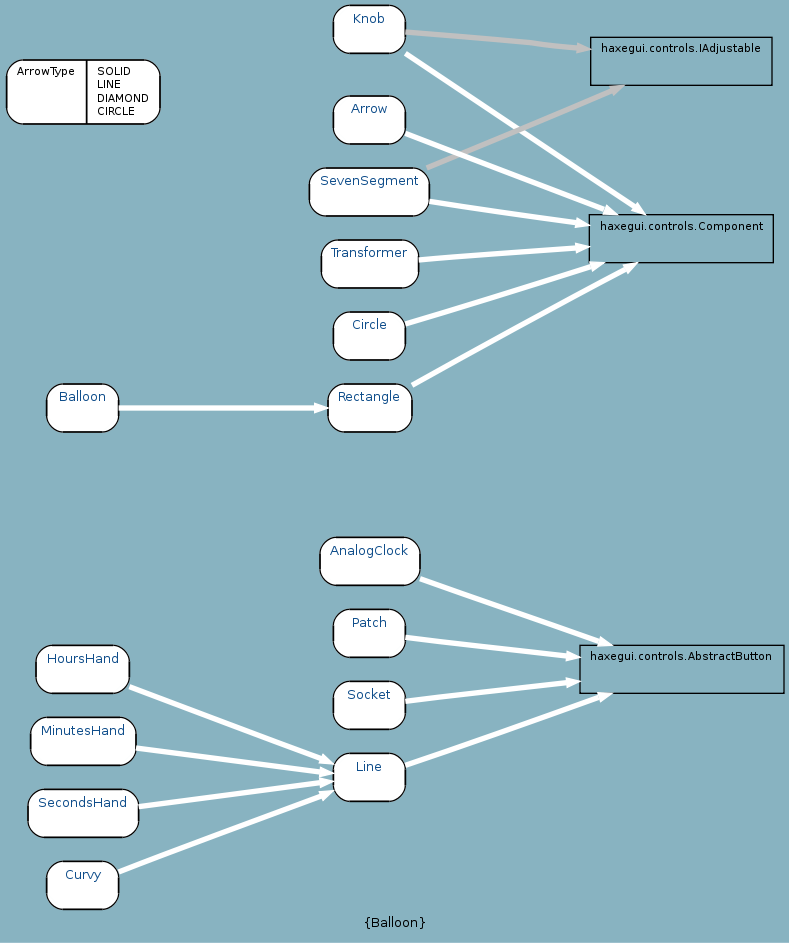 Knob
haxegui.controls.IAdjustable
ArrowType
SOLID
LINE
DIAMOND
CIRCLE
Arrow
SevenSegment
haxegui.controls.Component
Transformer
Circle
Balloon
Rectangle
AnalogClock
Patch
haxegui.controls.AbstractButton
HoursHand
Socket
MinutesHand
Line
SecondsHand
Curvy
{Balloon}